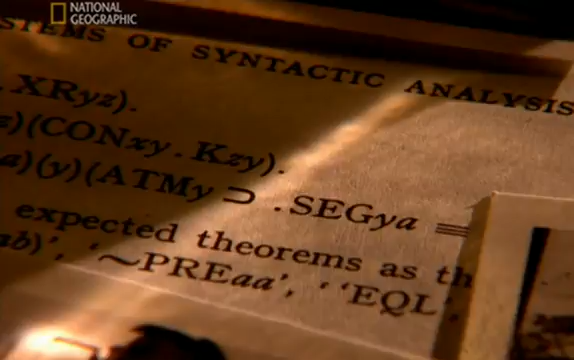 NATIONAL
GEOGRAPHIC
STEMS OF SYNTACTIC ANALYSIS
. XRyz).
)(CONxy . Kzy).
)(y)(ATMy ⊃ .SEGya ≡
expected theorems as th
ab)', '~PREaa', ''EQL